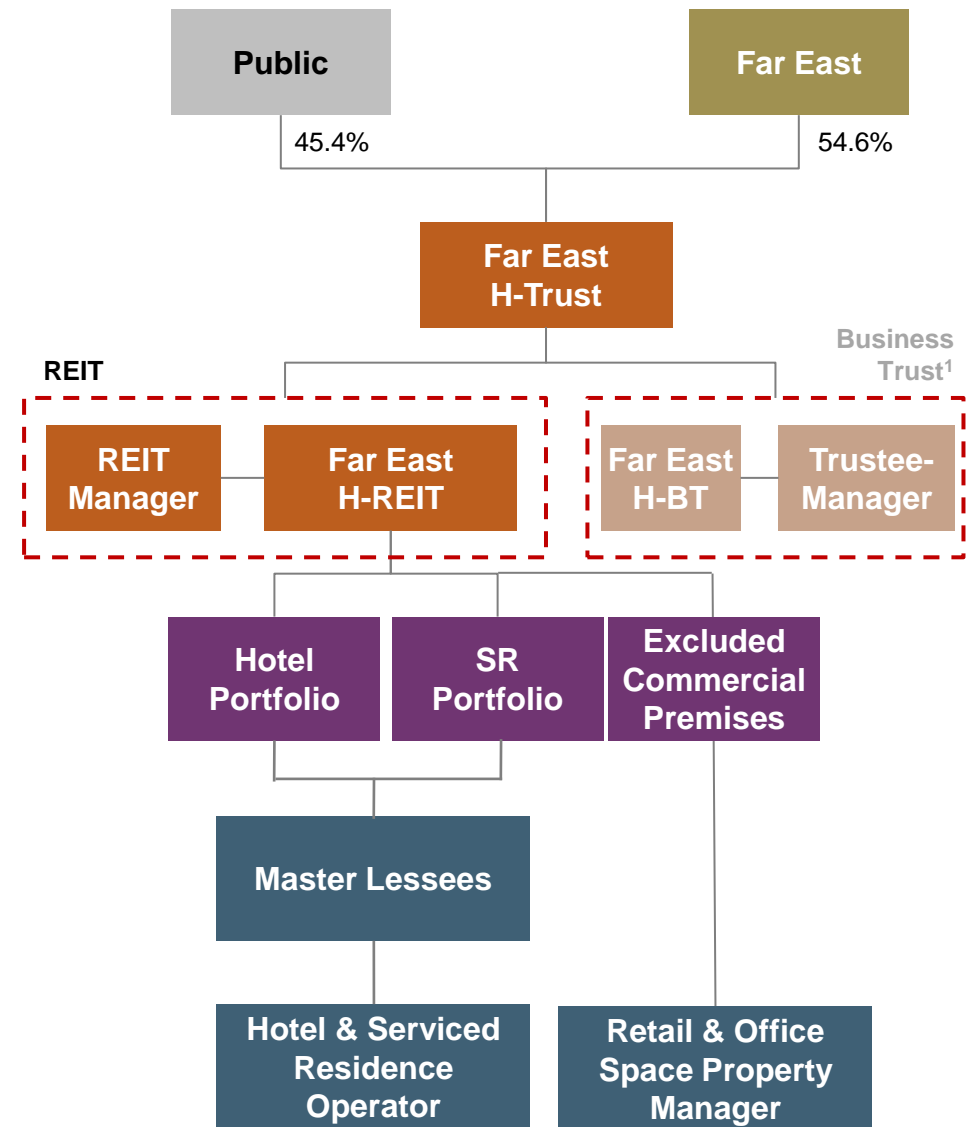 Public
Far East
45.4%
54.6%
Far East
H-Trust
REIT
Business
Trust¹
REIT
Manager
Far East
H-REIT
Far East
H-BT
Trustee-
Manager
Hotel
Portfolio
SR
Portfolio
Excluded
Commercial
Premises
Master Lessees
Hotel & Serviced
Residence
Operator
Retail & Office
Space Property
Manager